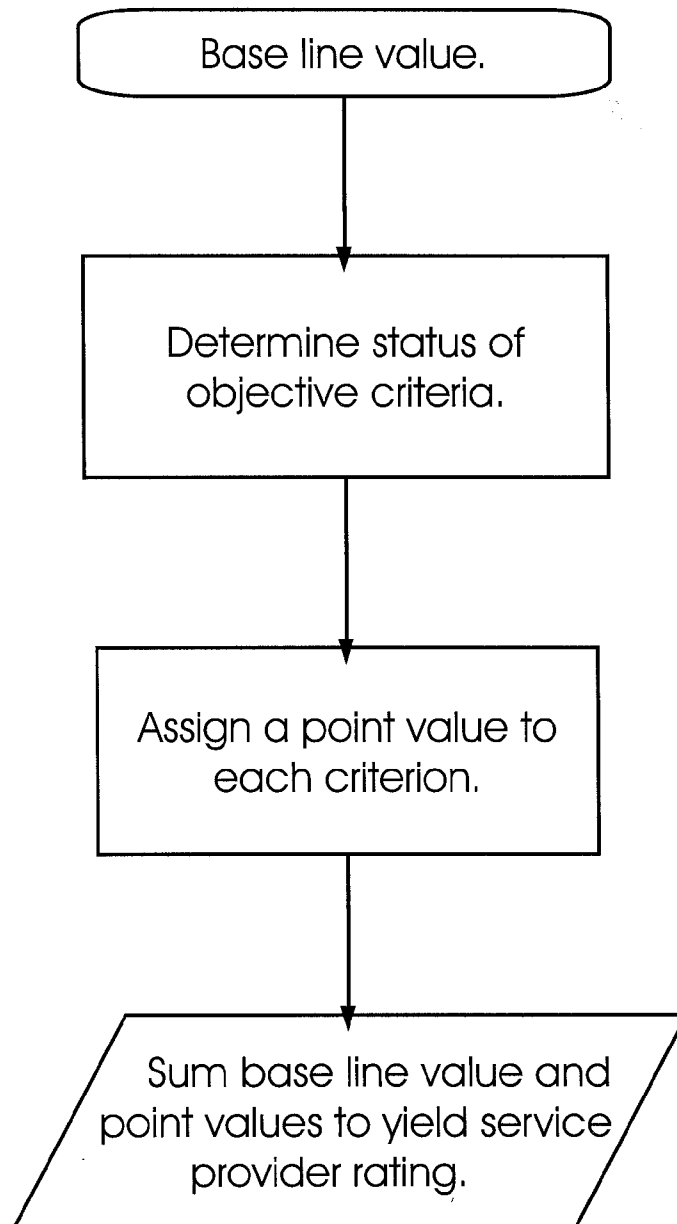 Base line value.
Determine status of
objective criteria.
Assign a point value to
each criterion.
Sum base line value and
point values to yield service
provider rating.